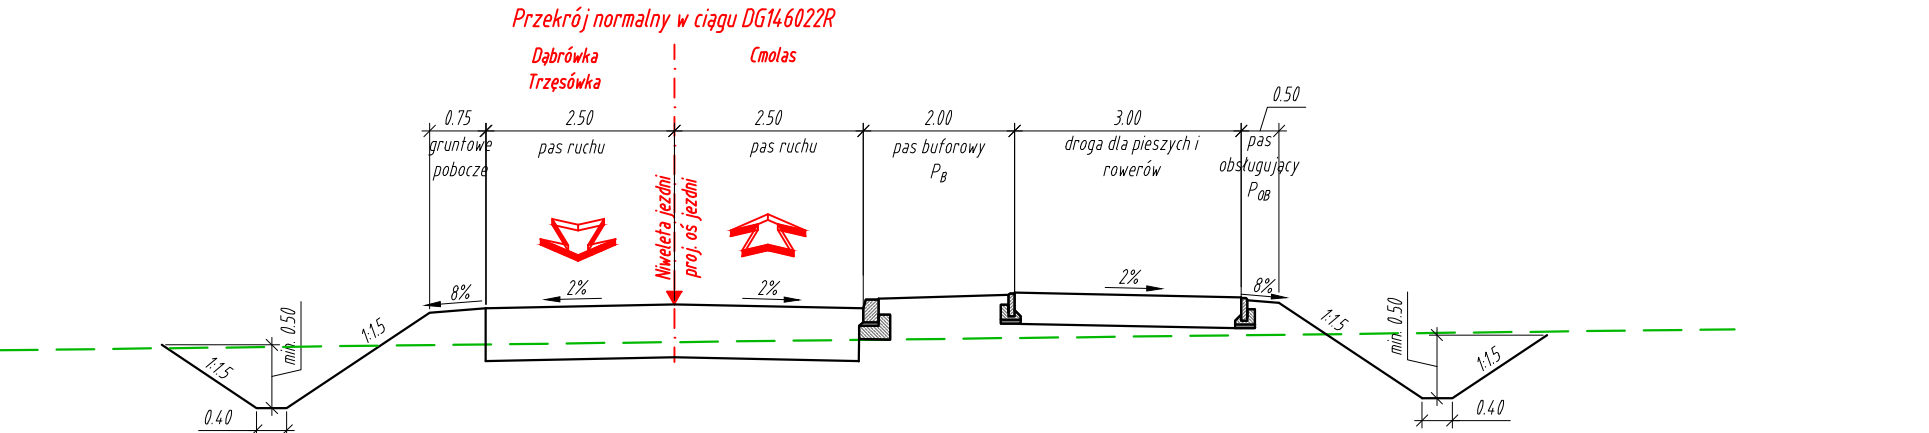 Przekrój normalny w ciągu DG146022R
Dąbrówka
Trzęsówka
Cmolas
0.75
2.50
2.50
2.00
3.00
0.50
gruntowe
pobocze
pas ruchu
pas ruchu
pas buforowy
PB
droga dla pieszych i
rowerów
pas
obsługujący
POB
Niweleta jezdni
proj. oś jezdni
8%
2%
2%
2%
8%
1:1.5
min. 0.50
1:1.5
0.40
1:1.5
min. 0.50
1:1.5
0.40